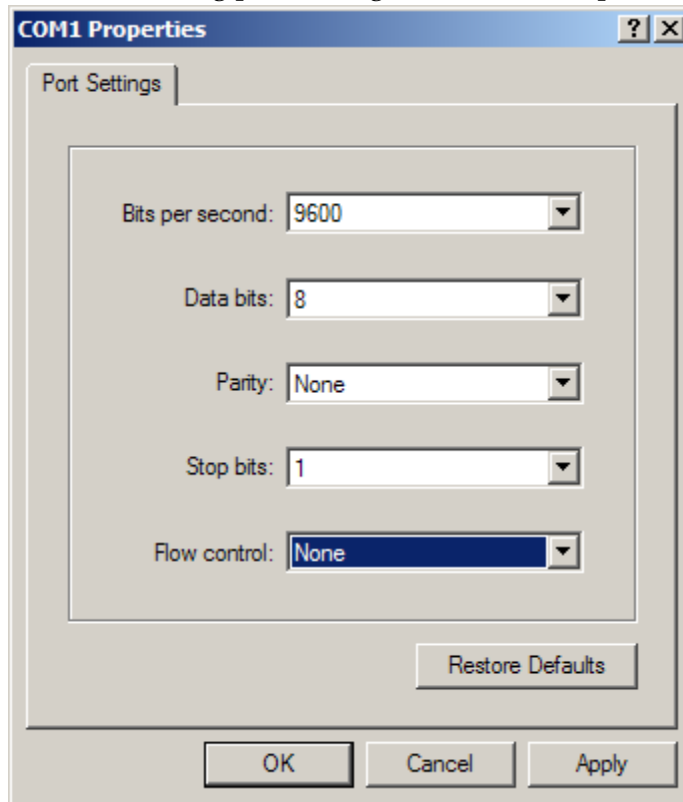 COM1 Properties
Port Settings
Bits per second: 9600
Data bits: 8
Parity: None
Stop bits: 1
Flow control: None
Restore Defaults
OK Cancel Apply